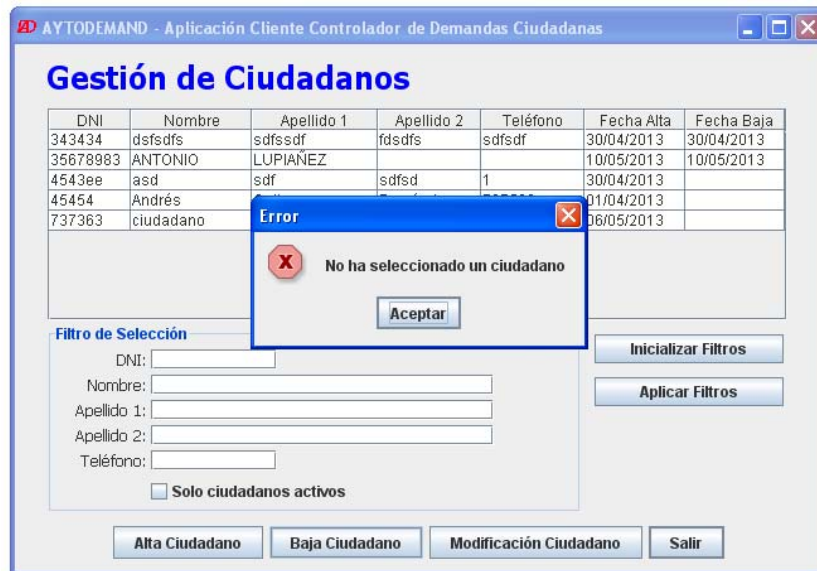 AYTODEMAND - Aplicación Cliente Controlador de Demandas Ciudadanas
Gestión de Ciudadanos
DNI Nombre Apellido 1 Apellido 2 Teléfono Fecha Alta Fecha Baja
343434 dsfsdfs sdfssdf fdsdfs sdfsdf 30/04/2013 30/04/2013
35678983 ANTONIO LUPIAÑEZ 10/05/2013 10/05/2013
4543ee asd sdf sdfsd 1 30/04/2013
45454 Andrés 01/04/2013
737363 ciudadano 06/05/2013
Error
X
No ha seleccionado un ciudadano
Aceptar
Filtro de Selección
DNI:
Nombre:
Apellido 1:
Apellido 2:
Teléfono:
Solo ciudadanos activos
Inicializar Filtros
Aplicar Filtros
Alta Ciudadano Baja Ciudadano Modificación Ciudadano Salir